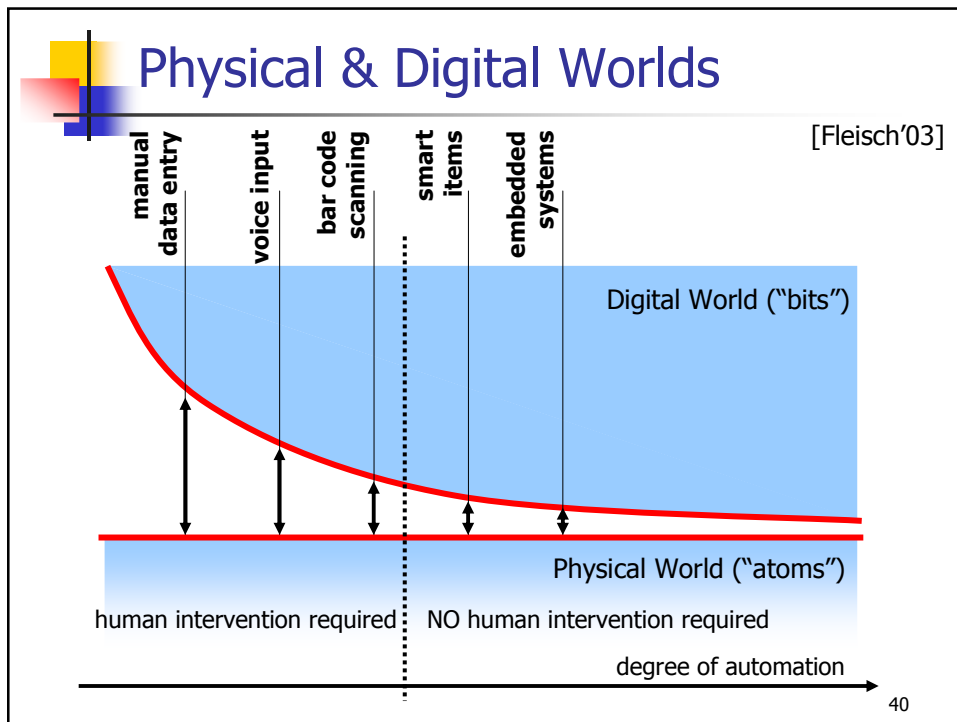 Physical & Digital Worlds
[Fleisch'03]
manual
data entry
voice input
bar code
scanning
smart
items
embedded
systems
Digital World (“bits”)
Physical World (“atoms”)
human intervention required
NO human intervention required
degree of automation
40